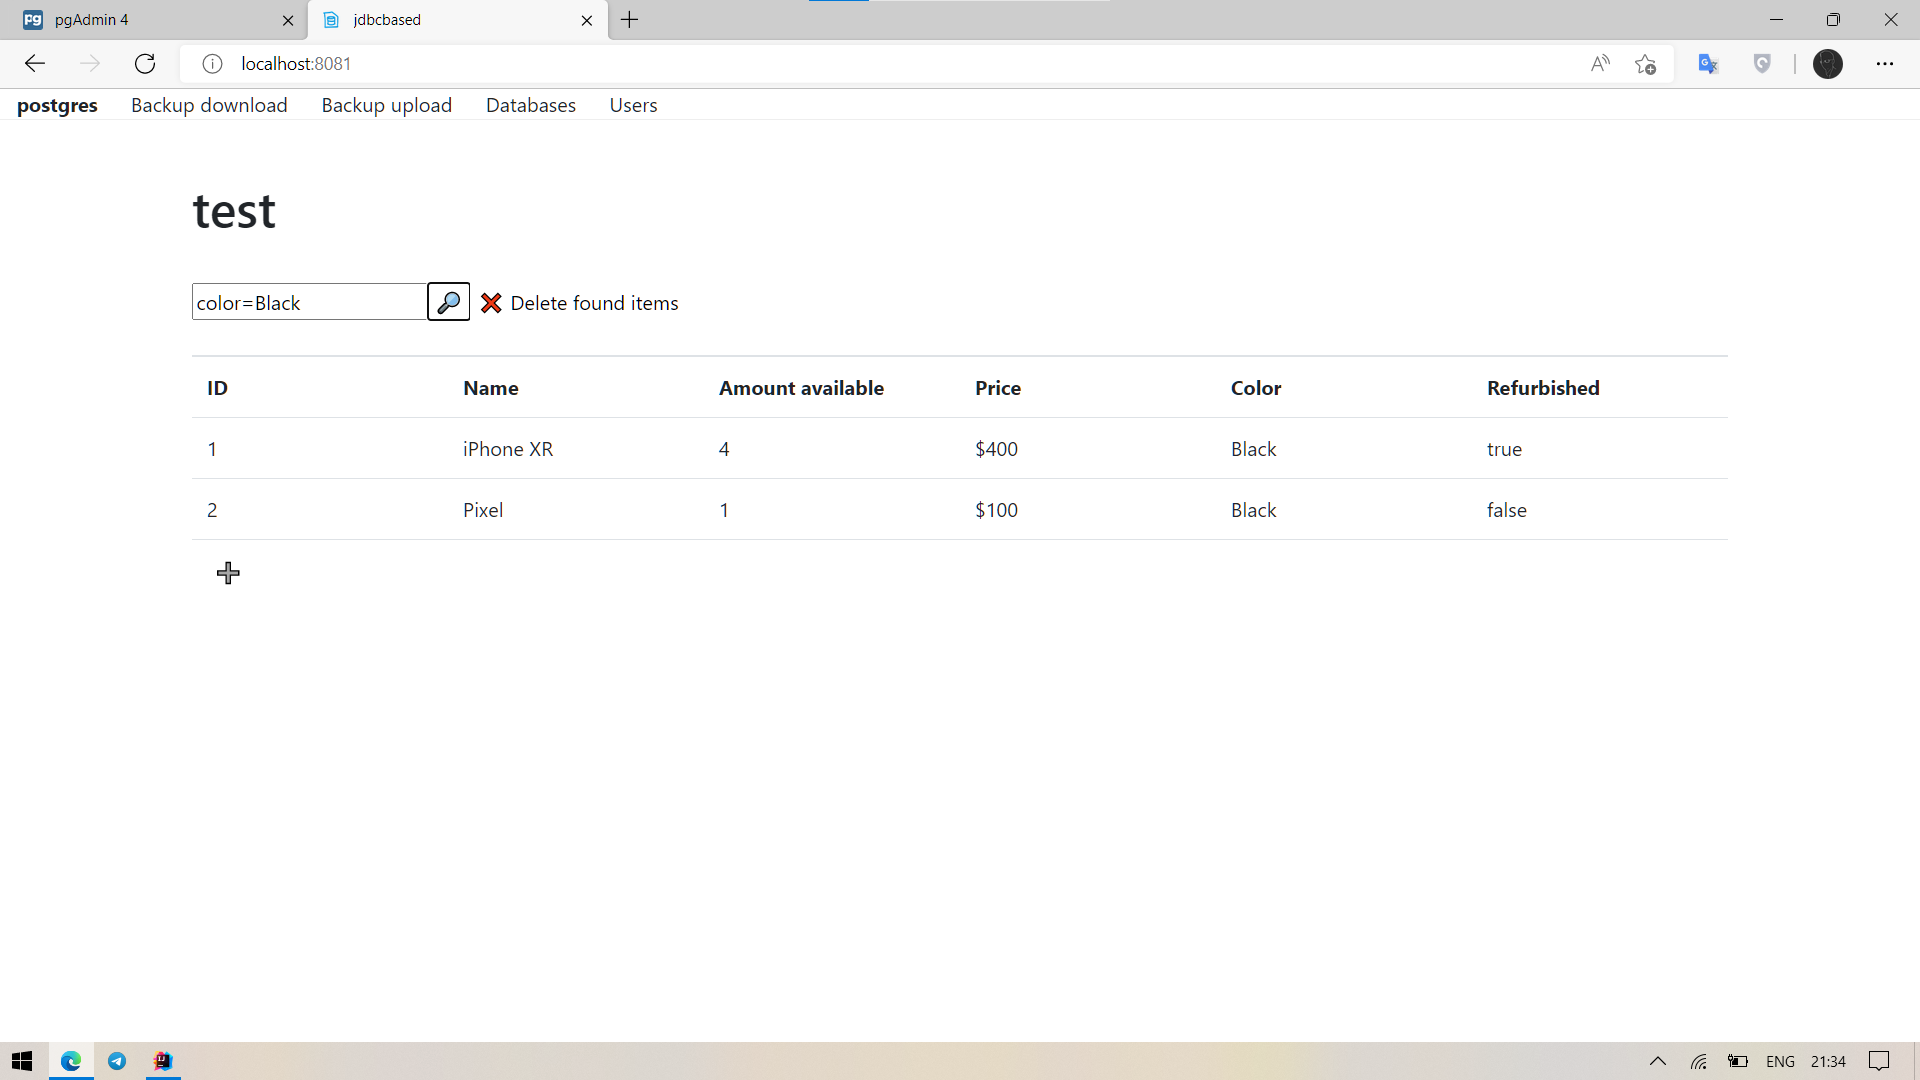 pgAdmin 4
jdbcbased
localhost:8081
postgres Backup download Backup upload Databases Users
test
color=Black Delete found items
ID Name Amount available Price Color Refurbished
1 iPhone XR 4 $400 Black true
2 Pixel 1 $100 Black false
ENG 21:34